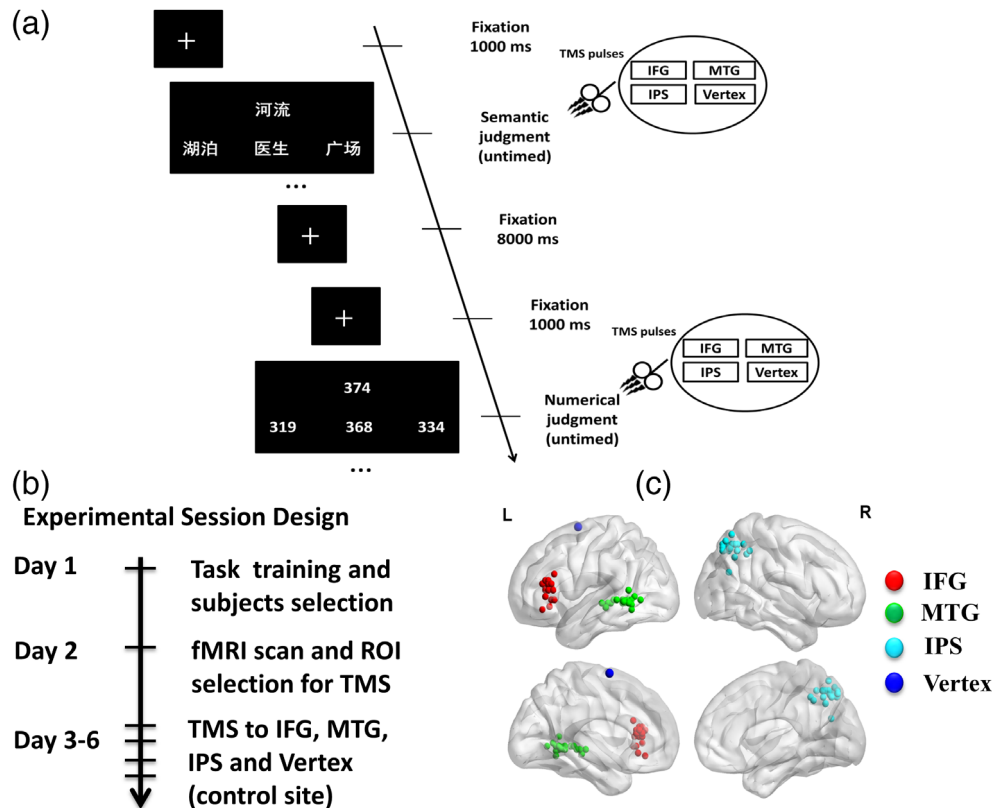 (a)
+
Fixation
1000 ms
TMS pulses
IFG MTG
IPS Vertex
河流
湖泊 医生 广场
Semantic
judgment
(untimed)
...
+
Fixation
8000 ms
+
Fixation
1000 ms
TMS pulses
IFG MTG
IPS Vertex
374
319 368 334
Numerical
judgment
(untimed)
...
(b)
Experimental Session Design
Day 1
Task training and
subjects selection
Day 2
fMRI scan and ROI
selection for TMS
Day 3-6
TMS to IFG, MTG,
IPS and Vertex
(control site)
(c)
L
R
IFG
MTG
IPS
Vertex